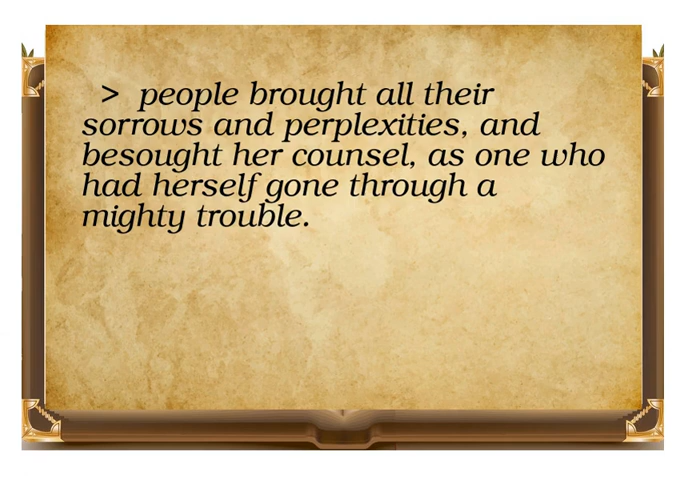 > people brought all their
sorrows and perplexities, and
besought her counsel, as one who
had herself gone through a
mighty trouble.